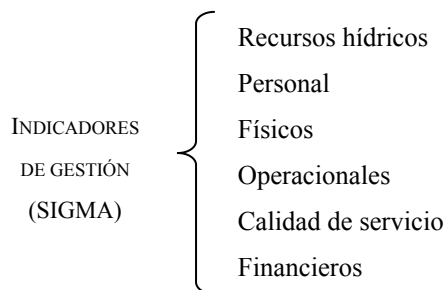 INDICADORES
DE GESTIÓN
(SIGMA)
Recursos hídricos
Personal
Físicos
Operacionales
Calidad de servicio
Financieros